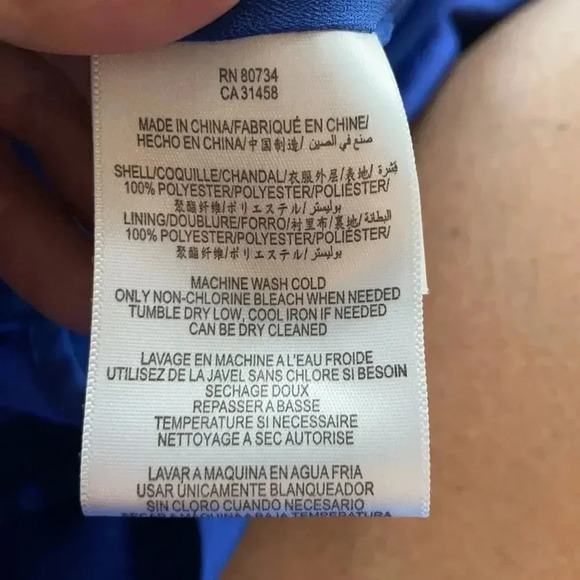 RN 80734
CA 31458
MADE IN CHINA/FABRIQUÉ EN CHINE/
HECHO EN CHINA/中国制造/ صنع في الصين
SHELL/COQUILLE/CHANDAL/衣服外层/表地/ قشرة
100% POLYESTER/POLYESTER/POLIÉSTER/
聚酯纤维/ポリエステル/ بوليستر
LINING/DOUBLURE/FORRO/衬里布/裏地/ البطانة
100% POLYESTER/POLYESTER/POLIÉSTER/
聚酯纤维/ポリエステル/ بوليستر
MACHINE WASH COLD
ONLY NON-CHLORINE BLEACH WHEN NEEDED
TUMBLE DRY LOW, COOL IRON IF NEEDED
CAN BE DRY CLEANED
LAVAGE EN MACHINE A L'EAU FROIDE
UTILISEZ DE LA JAVEL SANS CHLORE SI BESOIN
SECHAGE DOUX
REPASSER A BASSE
TEMPERATURE SI NECESSAIRE
NETTOYAGE A SEC AUTORISE
LAVAR A MAQUINA EN AGUA FRIA
USAR ÚNICAMENTE BLANQUEADOR
SIN CLORO CUANDO NECESARIO
SECAR A MAQUINA A BAJA TEMPERATURA